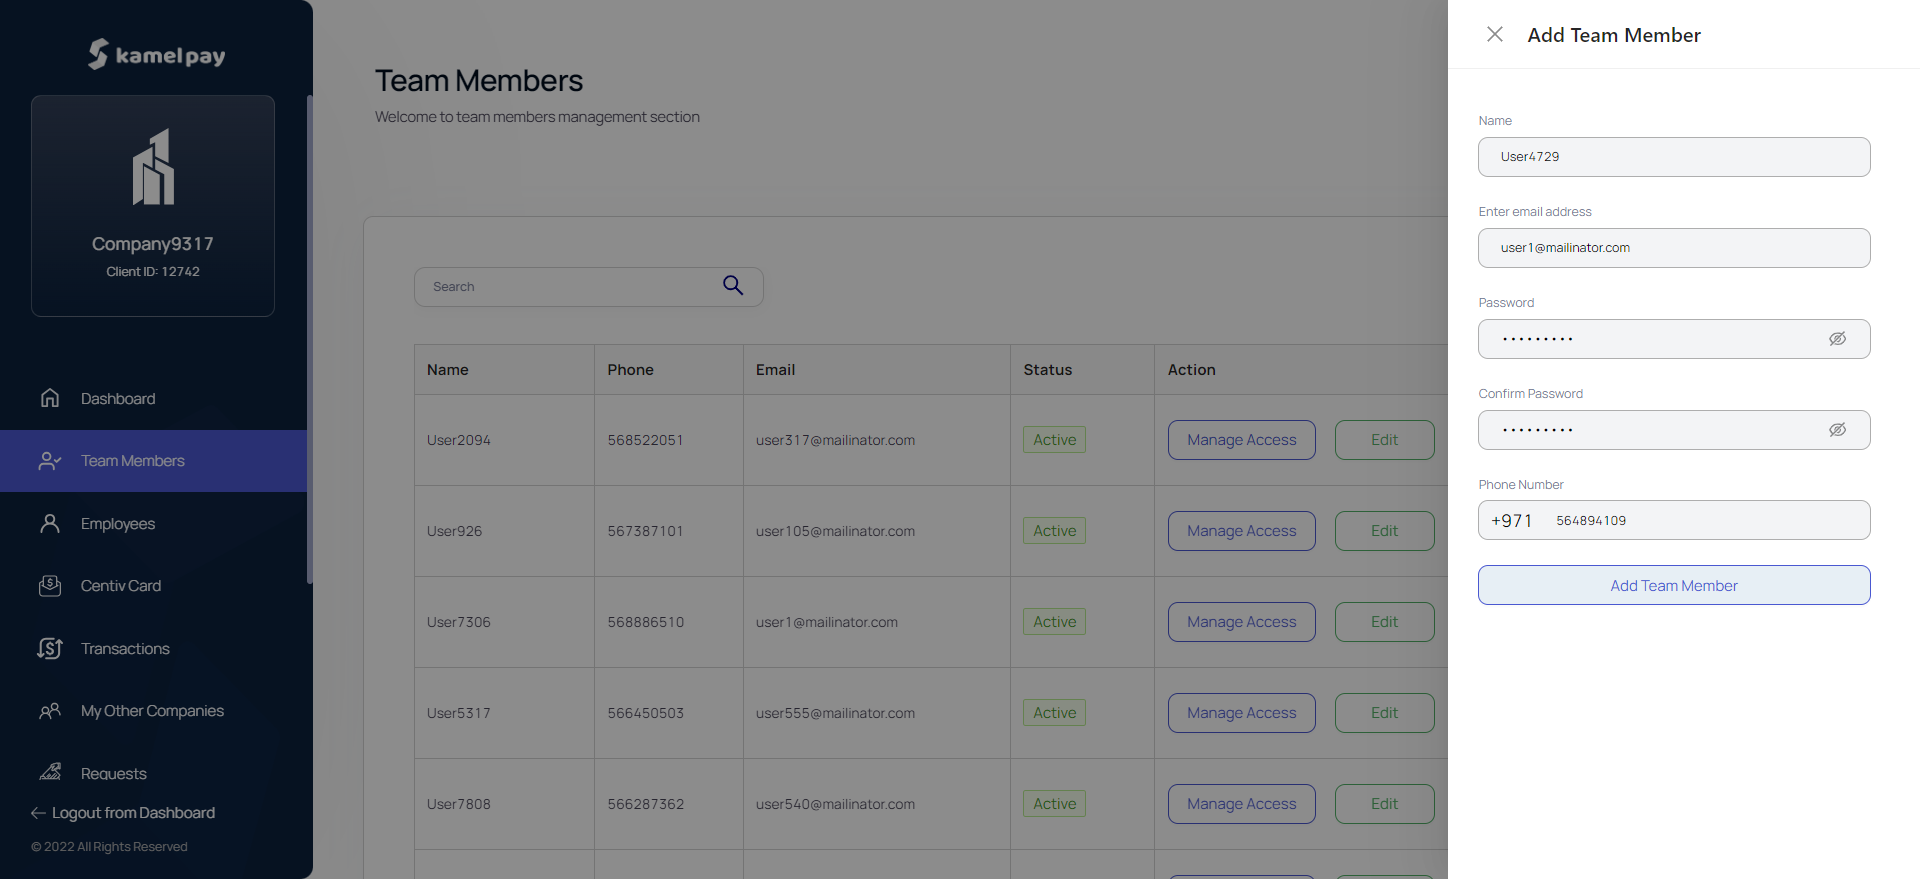 kamelpay
Company9317
Client ID: 12742
Dashboard
Team Members
Employees
Centiv Card
Transactions
My Other Companies
Requests
Logout from Dashboard
© 2022 All Rights Reserved
Team Members
Welcome to team members management section
Search
Name Phone Email Status Action
User2094 568522051 user317@mailinator.com Active Manage Access Edit
User926 567387101 user105@mailinator.com Active Manage Access Edit
User7306 568886510 user1@mailinator.com Active Manage Access Edit
User5317 566450503 user555@mailinator.com Active Manage Access Edit
User7808 566287362 user540@mailinator.com Active Manage Access Edit
Add Team Member
Name
User4729
Enter email address
user1@mailinator.com
Password
•••••••••
Confirm Password
•••••••••
Phone Number
+971 564894109
Add Team Member